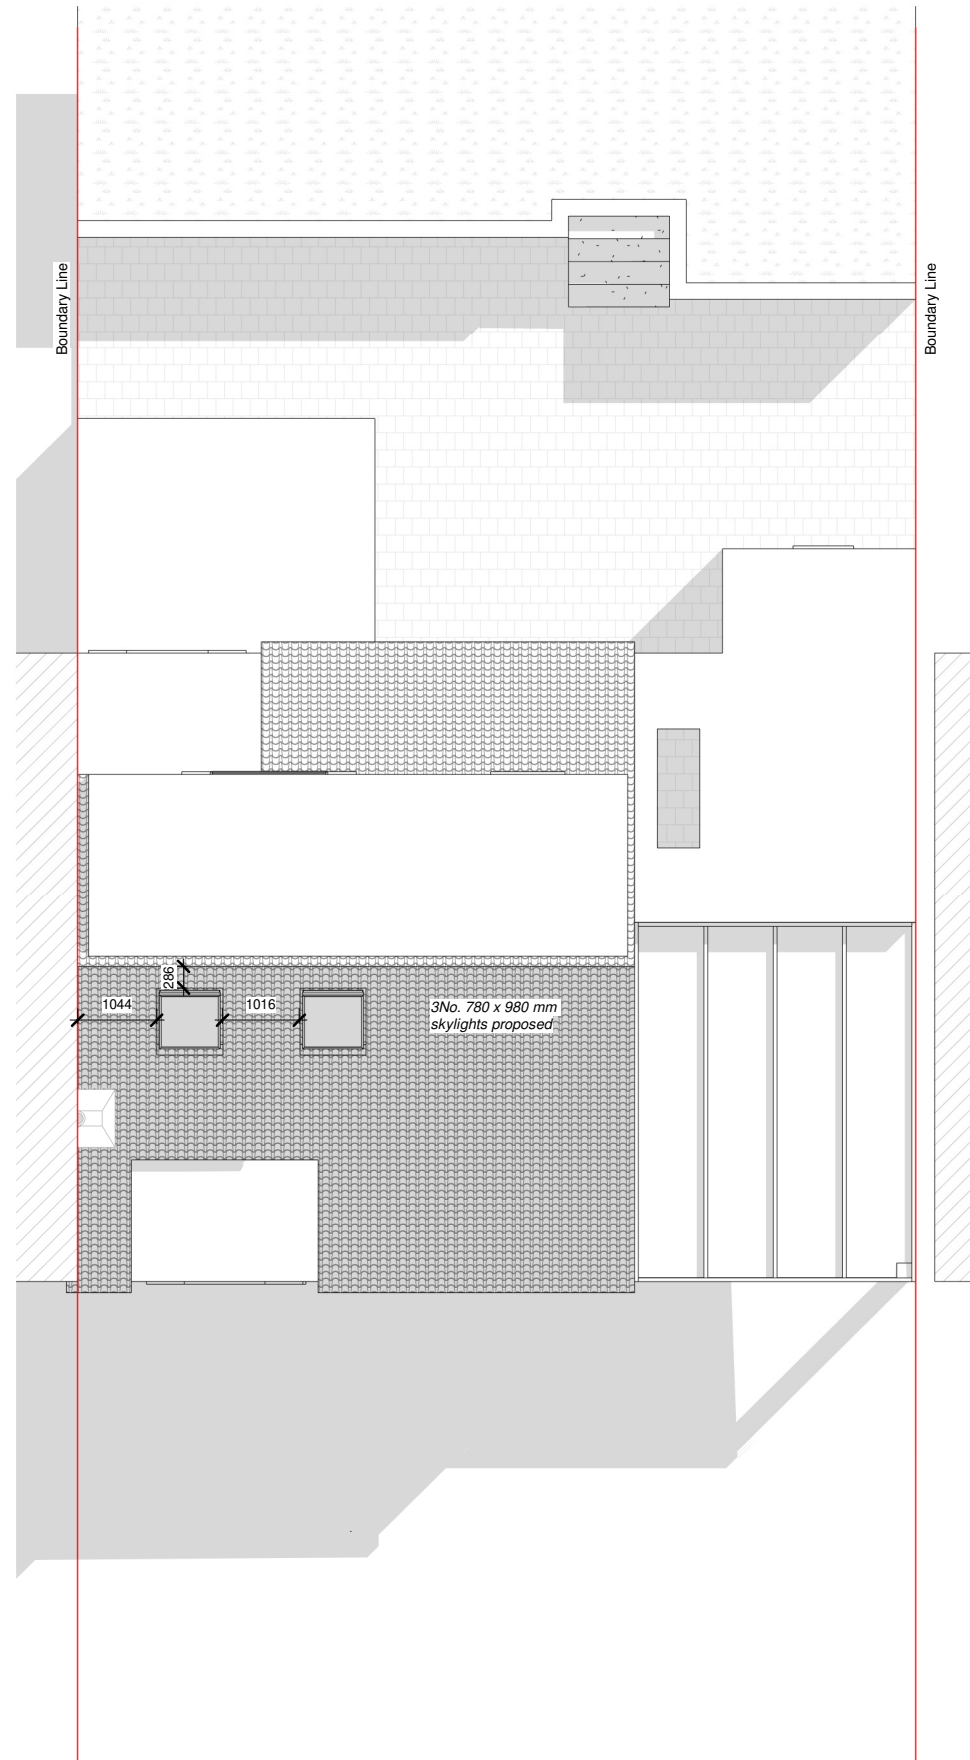 Boundary Line
Boundary Line
286
1044
1016
3No. 780 x 980 mm
skylights proposed